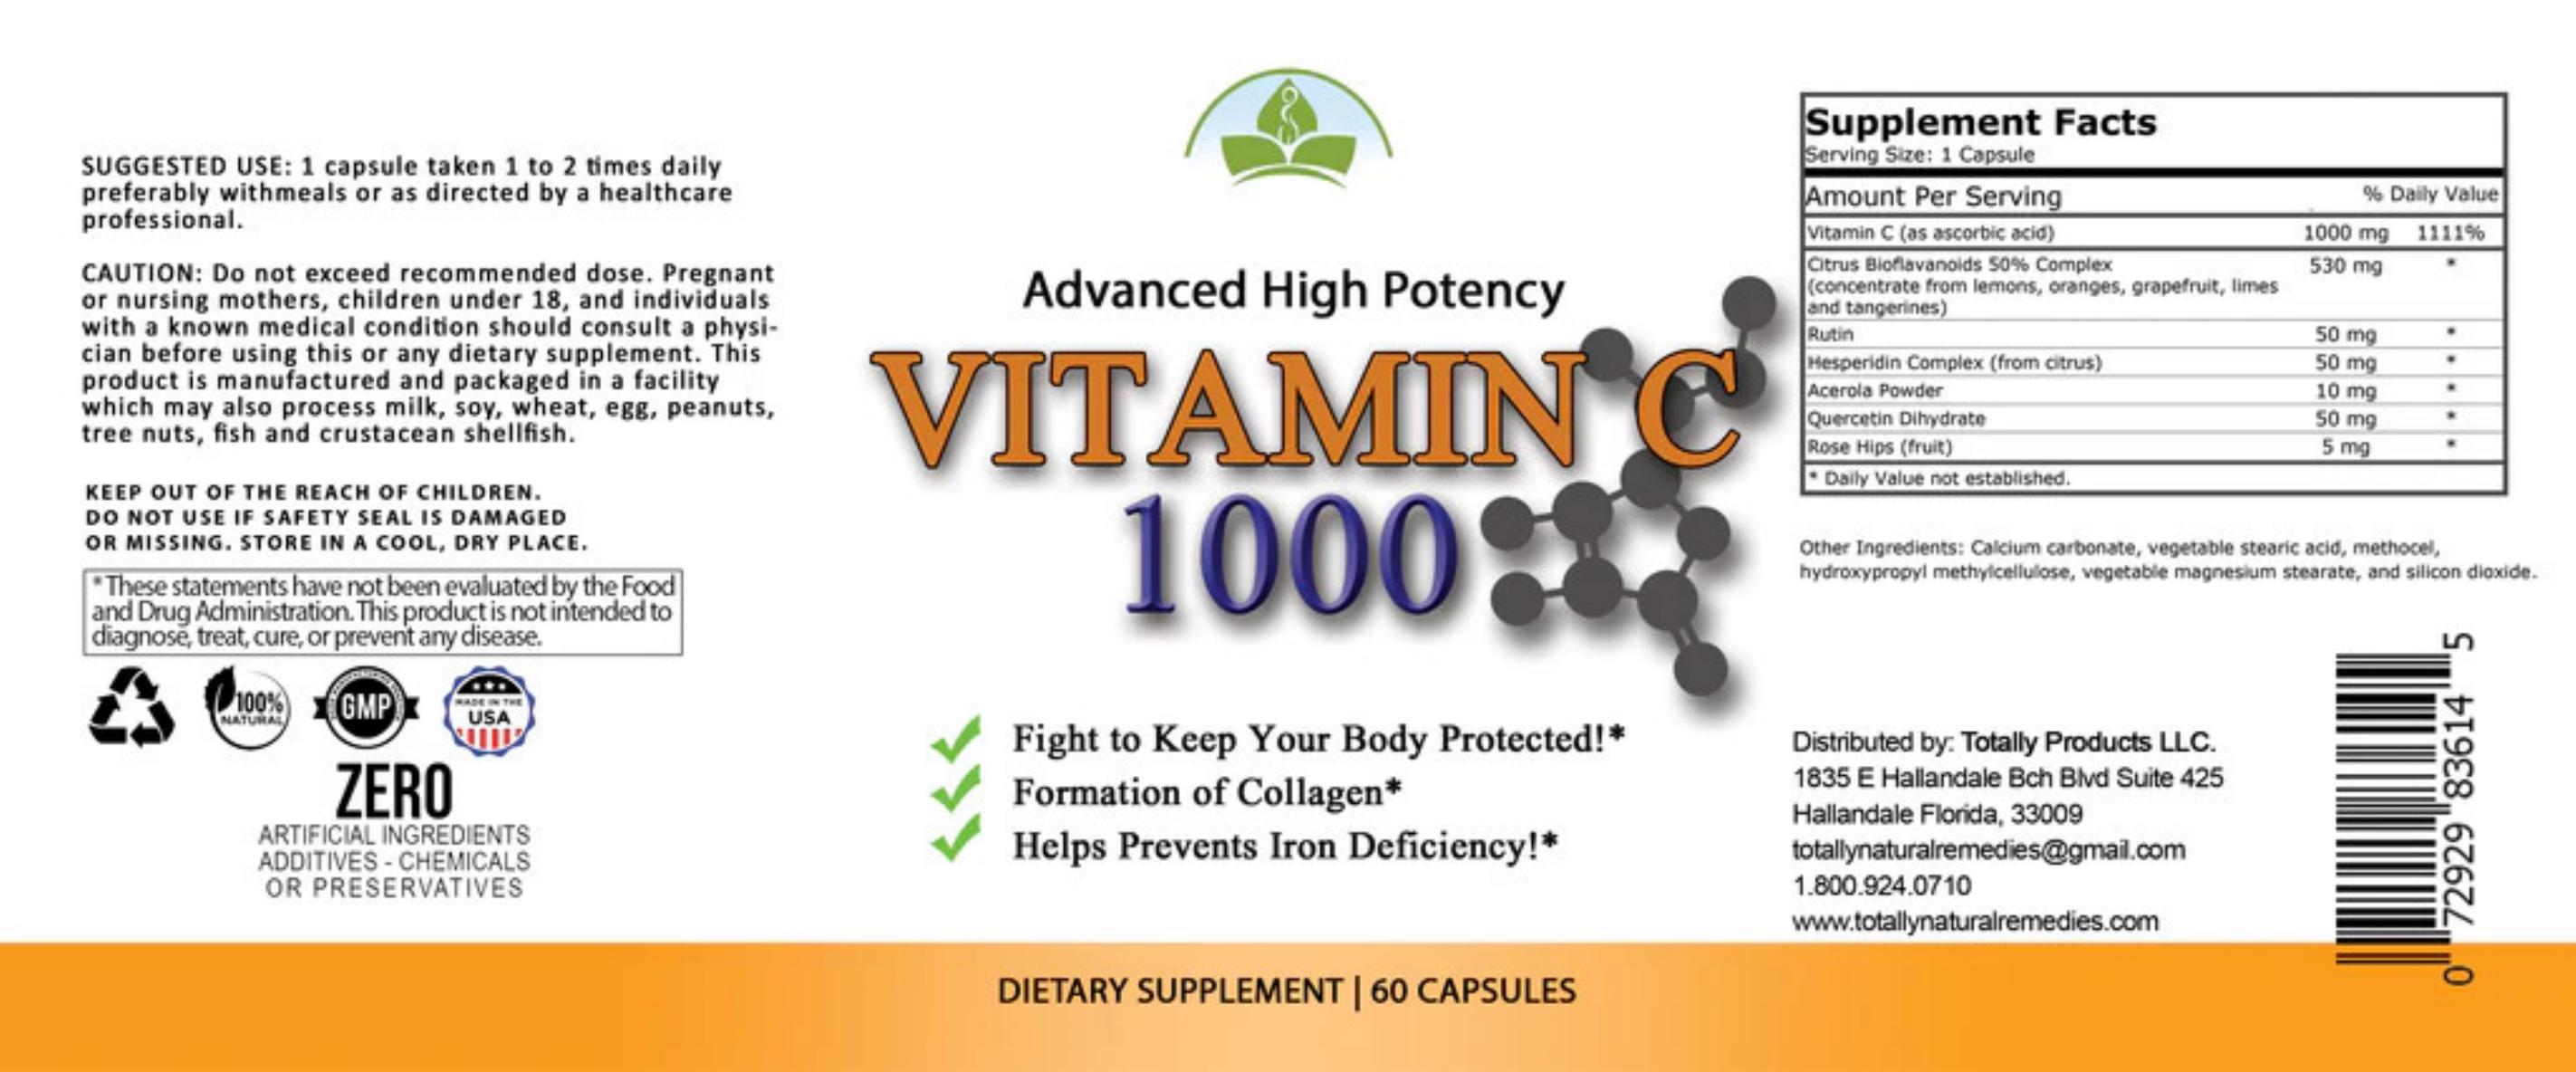 SUGGESTED USE: 1 capsule taken 1 to 2 times daily
preferably withmeals or as directed by a healthcare
professional.
CAUTION: Do not exceed recommended dose. Pregnant
or nursing mothers, children under 18, and individuals
with a known medical condition should consult a physi-
cian before using this or any dietary supplement. This
product is manufactured and packaged in a facility
which may also process milk, soy, wheat, egg, peanuts,
tree nuts, fish and crustacean shellfish.
KEEP OUT OF THE REACH OF CHILDREN.
DO NOT USE IF SAFETY SEAL IS DAMAGED
OR MISSING. STORE IN A COOL, DRY PLACE.
*These statements have not been evaluated by the Food
and Drug Administration. This product is not intended to
diagnose, treat, cure, or prevent any disease.
100%
NATURAL
GMP
MADE IN THE
USA
ZERO
ARTIFICIAL INGREDIENTS
ADDITIVES - CHEMICALS
OR PRESERVATIVES
Advanced High Potency
VITAMIN C
1000
Fight to Keep Your Body Protected!*
Formation of Collagen*
Helps Prevents Iron Deficiency!*
DIETARY SUPPLEMENT | 60 CAPSULES
Supplement Facts
Serving Size: 1 Capsule
Amount Per Serving % Daily Value
Vitamin C (as ascorbic acid) 1000 mg 1111%
Citrus Bioflavanoids 50% Complex 530 mg *
(concentrate from lemons, oranges, grapefruit, limes
and tangerines)
Rutin 50 mg *
Hesperidin Complex (from citrus) 50 mg *
Acerola Powder 10 mg *
Quercetin Dihydrate 50 mg *
Rose Hips (fruit) 5 mg *
* Daily Value not established.
Other Ingredients: Calcium carbonate, vegetable stearic acid, methocel,
hydroxypropyl methylcellulose, vegetable magnesium stearate, and silicon dioxide.
Distributed by: Totally Products LLC.
1835 E Hallandale Bch Blvd Suite 425
Hallandale Florida, 33009
totallynaturalremedies@gmail.com
1.800.924.0710
www.totallynaturalremedies.com
0 72929 83614 5